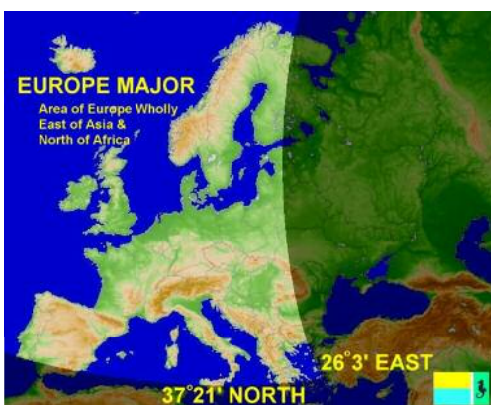 EUROPE MAJOR
Area of Europe Wholly
East of Asia &
North of Africa
26°3' EAST
37°21' NORTH